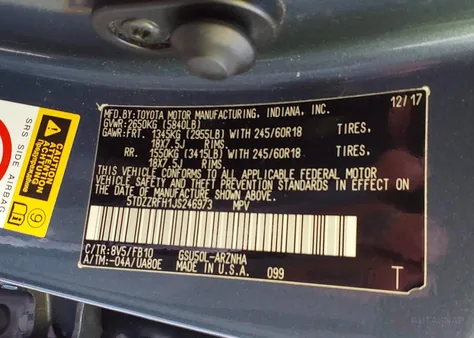 MFD.BY:TOYOTA MOTOR MANUFACTURING, INDIANA, INC. 12/17
GVWR:2650KG (5840LB)
GAWR:FRT. 1345KG (2955LB) WITH 245/60R18 TIRES,
18X7.5J RIMS.
RR. 1550KG (3415LB) WITH 245/60R18 TIRES,
18X7.5J RIMS.
THIS VEHICLE CONFORMS TO ALL APPLICABLE FEDERAL MOTOR
VEHICLE SAFETY AND THEFT PREVENTION STANDARDS IN EFFECT ON
THE DATE OF MANUFACTURE SHOWN ABOVE.
5TDZZRFH1JS246973 MPV
C/TR:8V5/FB10 GSU50L-ARZNHA
A/TM:-04A/UA80E MADE IN U.S.A. 099
T
SRS SIDE AIRBAG
CAUTION
ATTENTION
9